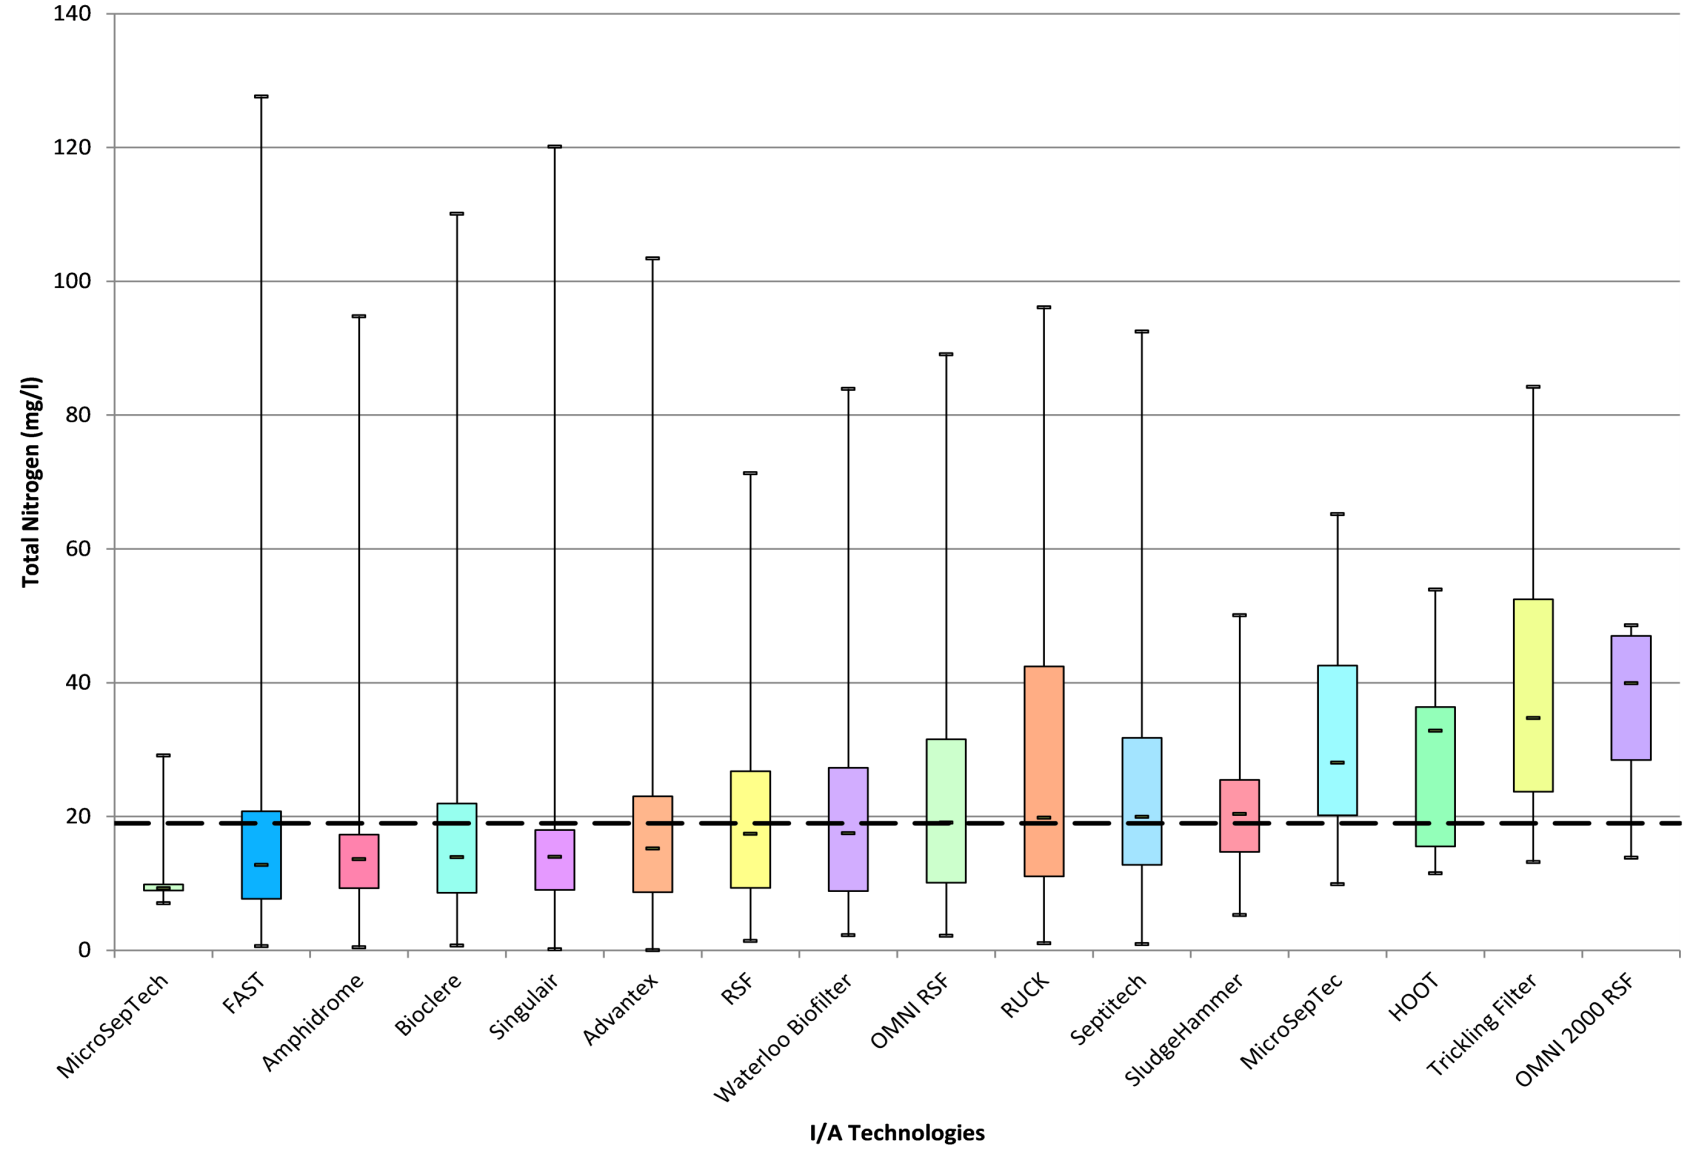 140
120
100
80
60
40
20
0
Total Nitrogen (mg/l)
MicroSepTech
FAST
Amphidrome
Bioclere
Singulair
Advantex
RSF
Waterloo Biofilter
OMNI RSF
RUCK
Septitech
SludgeHammer
MicroSepTec
HOOT
Trickling Filter
OMNI 2000 RSF
I/A Technologies